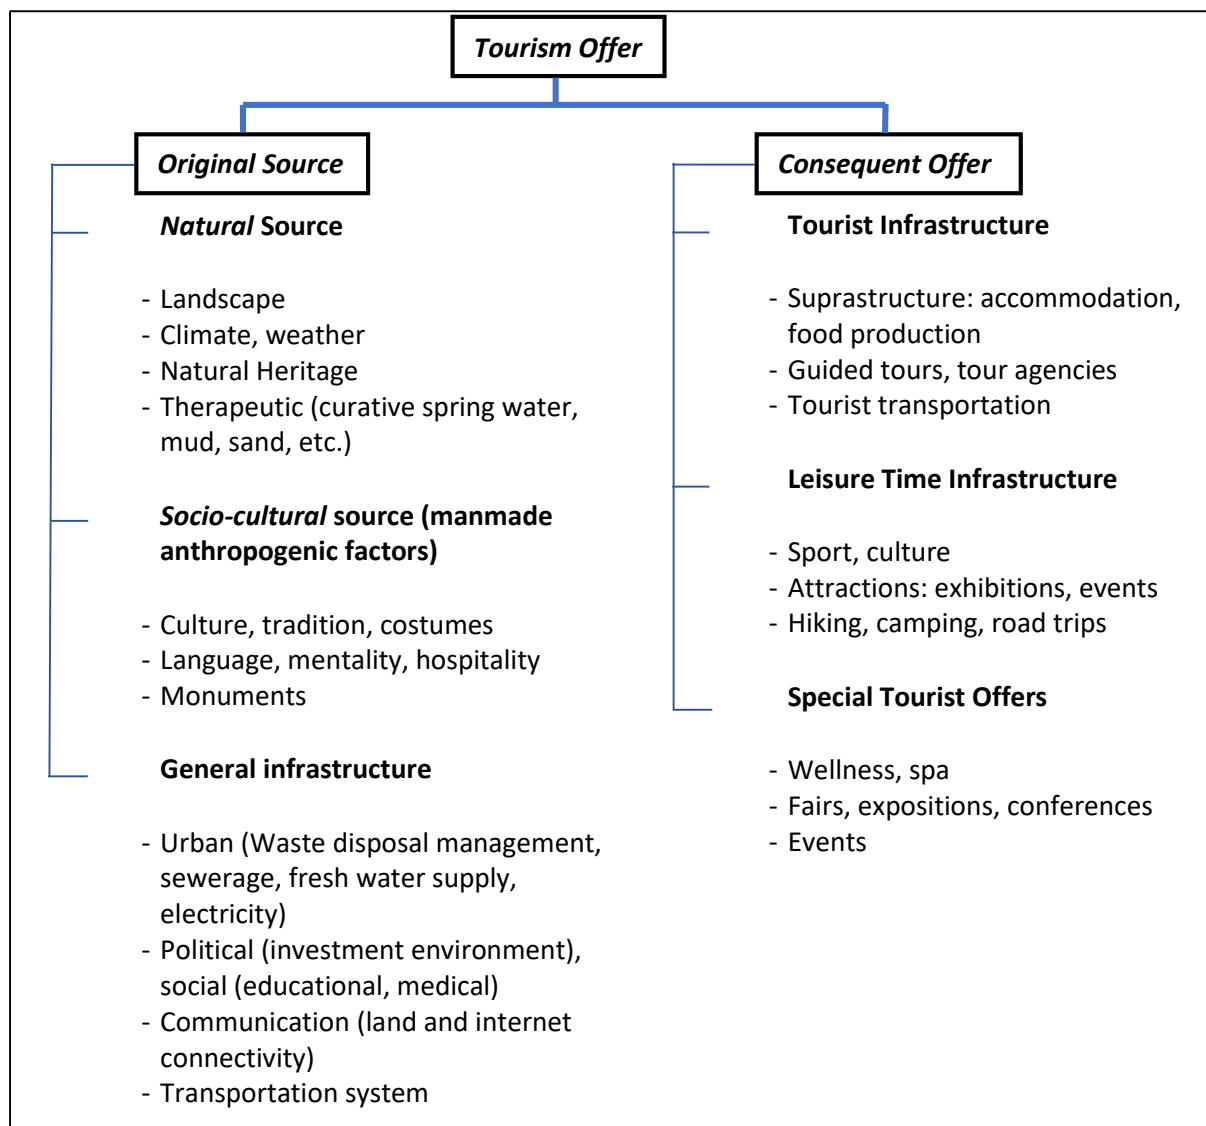 Tourism Offer
Original Source
Natural Source
- Landscape
- Climate, weather
- Natural Heritage
- Therapeutic (curative spring water,
mud, sand, etc.)
Socio-cultural source (manmade
anthropogenic factors)
- Culture, tradition, costumes
- Language, mentality, hospitality
- Monuments
General infrastructure
- Urban (Waste disposal management,
sewerage, fresh water supply,
electricity)
- Political (investment environment),
social (educational, medical)
- Communication (land and internet
connectivity)
- Transportation system
Consequent Offer
Tourist Infrastructure
- Suprastructure: accommodation,
food production
- Guided tours, tour agencies
- Tourist transportation
Leisure Time Infrastructure
- Sport, culture
- Attractions: exhibitions, events
- Hiking, camping, road trips
Special Tourist Offers
- Wellness, spa
- Fairs, expositions, conferences
- Events